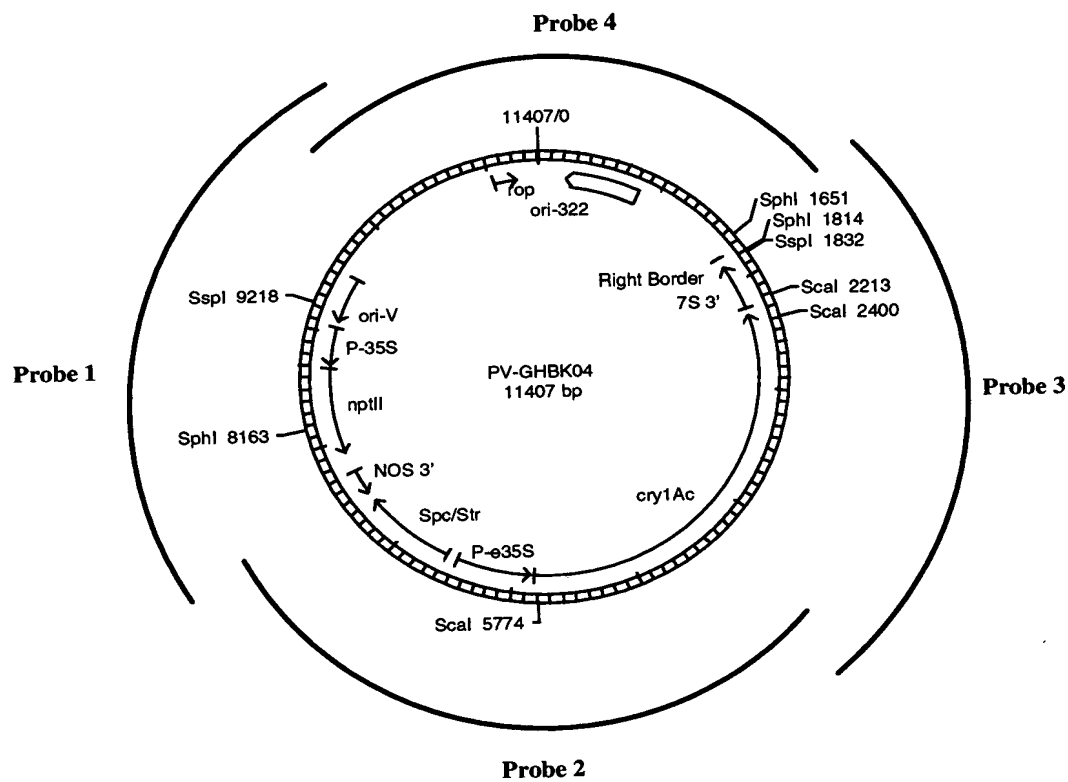 Probe 4
11407/0
rop
ori-322
SphI 1651
SphI 1814
SspI 1832
Right Border
7S 3'
ScaI 2213
ScaI 2400
SspI 9218
ori-V
P-35S
PV-GHBK04
11407 bp
Probe 1
nptII
Probe 3
SphI 8163
NOS 3'
cry1Ac
Spc/Str
P-e35S
ScaI 5774
Probe 2